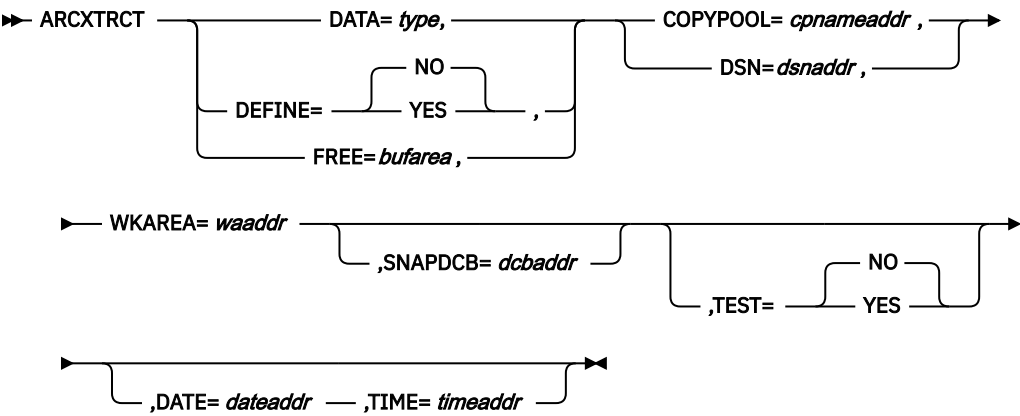 ARCXTRCT DATA= type, COPYPOOL= cpnameaddr ,
DSN=dsnaddr ,
NO
DEFINE= YES ,
FREE=bufarea ,
WKAREA= waaddr
,SNAPDCB= dcbaddr
NO
,TEST= YES
,DATE= dateaddr ,TIME= timeaddr